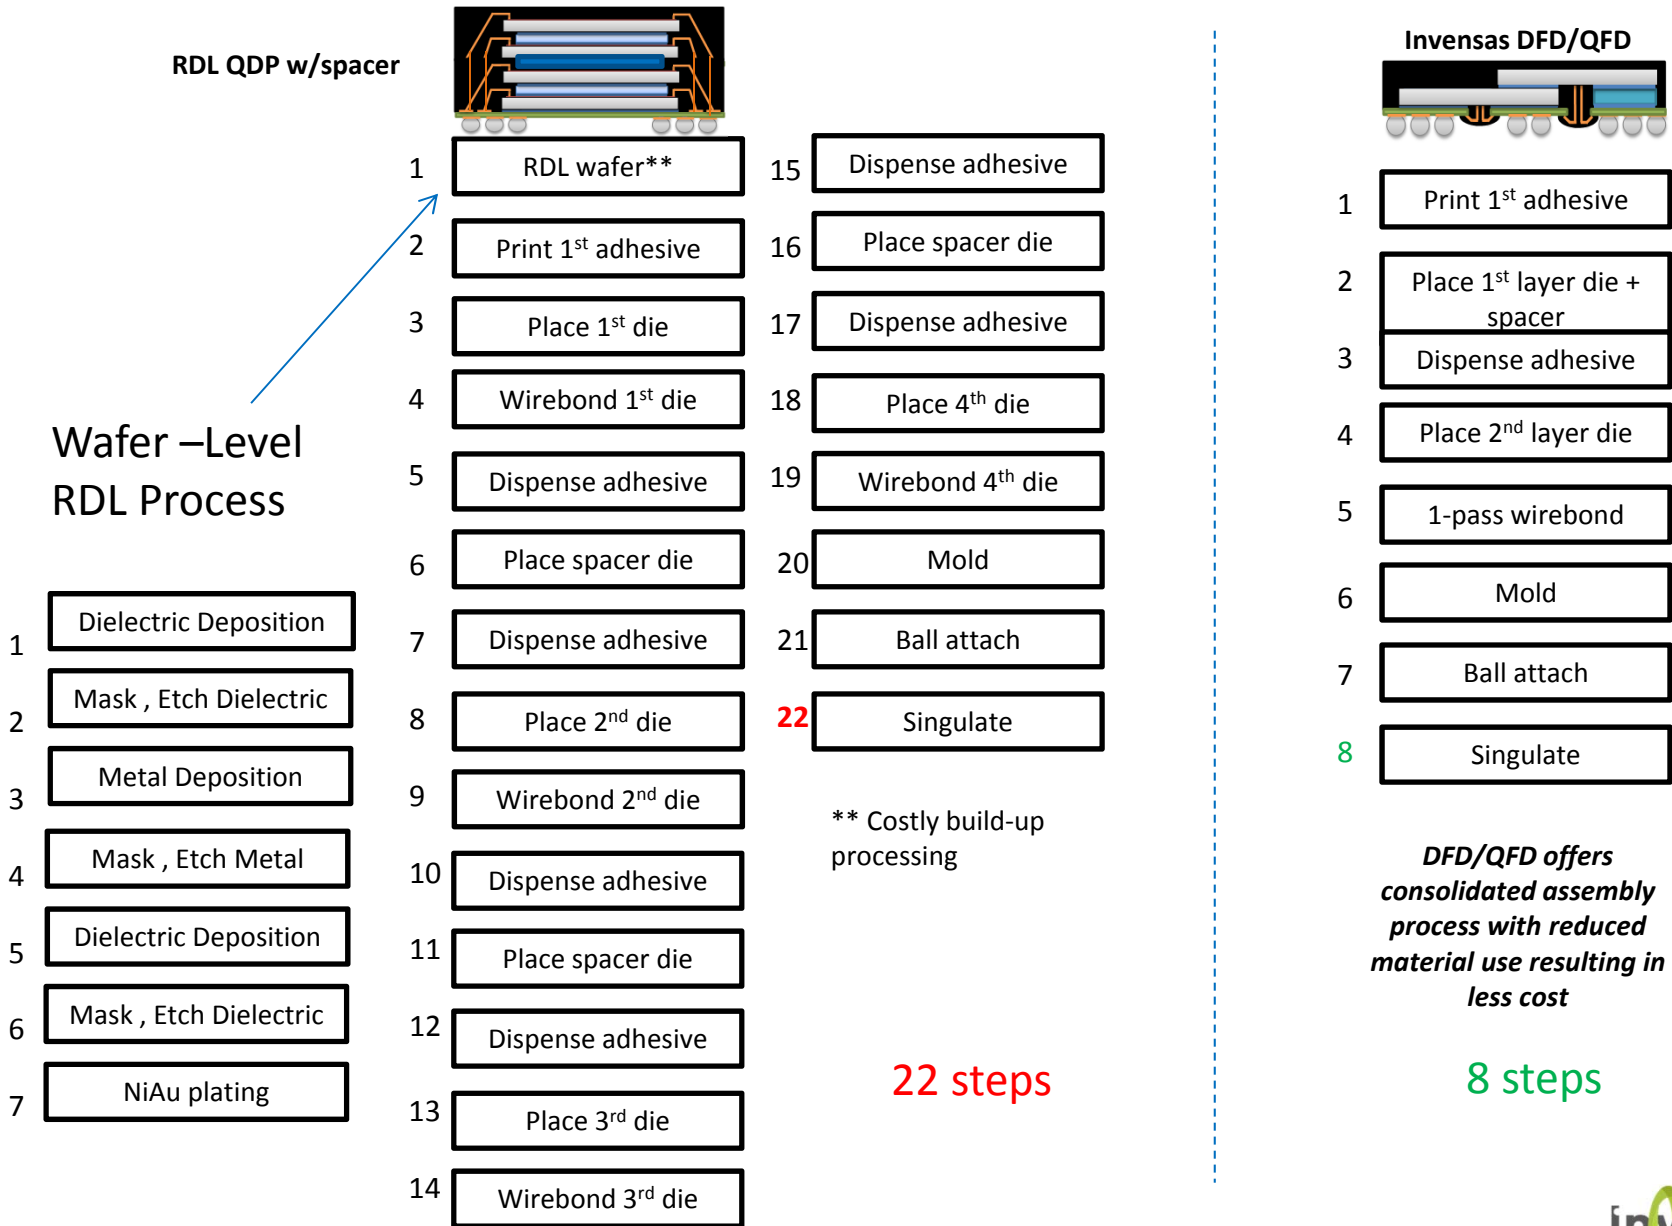 RDL QDP w/spacer
1 RDL wafer**
2 Print 1st adhesive
3 Place 1st die
4 Wirebond 1st die
5 Dispense adhesive
6 Place spacer die
7 Dispense adhesive
8 Place 2nd die
9 Wirebond 2nd die
10 Dispense adhesive
11 Place spacer die
12 Dispense adhesive
13 Place 3rd die
14 Wirebond 3rd die
15 Dispense adhesive
16 Place spacer die
17 Dispense adhesive
18 Place 4th die
19 Wirebond 4th die
20 Mold
21 Ball attach
22 Singulate
** Costly build-up
processing
22 steps
Wafer –Level
RDL Process
1 Dielectric Deposition
2 Mask , Etch Dielectric
3 Metal Deposition
4 Mask , Etch Metal
5 Dielectric Deposition
6 Mask , Etch Dielectric
7 NiAu plating
Invensas DFD/QFD
1 Print 1st adhesive
2 Place 1st layer die +
spacer
3 Dispense adhesive
4 Place 2nd layer die
5 1-pass wirebond
6 Mold
7 Ball attach
8 Singulate
DFD/QFD offers
consolidated assembly
process with reduced
material use resulting in
less cost
8 steps